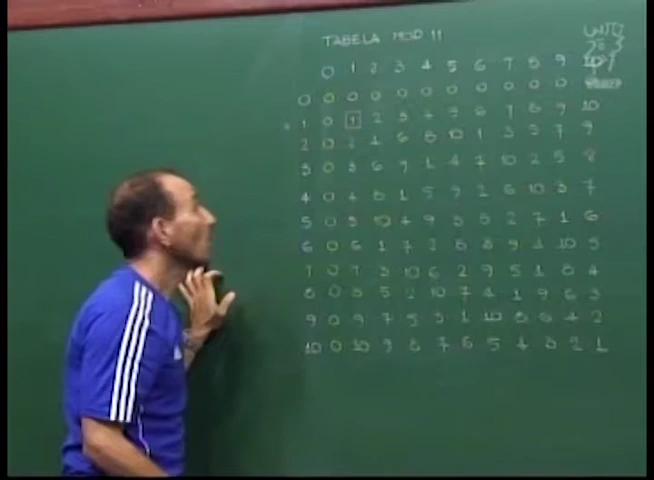 TABELA MOD 11
0 1 2 3 4 5 6 7 8 9 10
0 0 0 0 0 0 0 0 0 0 0
1 0 1 2 3 4 5 6 7 8 9 10
2 0 2 4 6 8 10 1 3 5 7 9
3 0 3 6 9 1 4 7 10 2 5 8
4 0 4 8 1 5 9 2 6 10 3 7
5 0 5 10 4 9 3 8 2 7 1 6
6 0 6 1 7 2 8 3 9 4 10 5
7 0 7 3 10 6 2 9 5 1 8 4
8 0 8 5 2 10 7 4 1 9 6 3
9 0 9 7 5 3 1 10 8 6 4 2
10 0 10 9 8 7 6 5 4 3 2 1